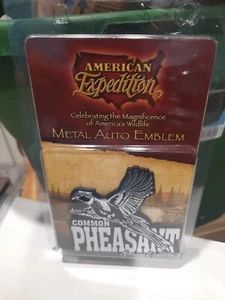 AMERICAN
Expedition
Celebrating the Magnificence
of America's Wildlife
METAL AUTO EMBLEM
COMMON
PHEASANT